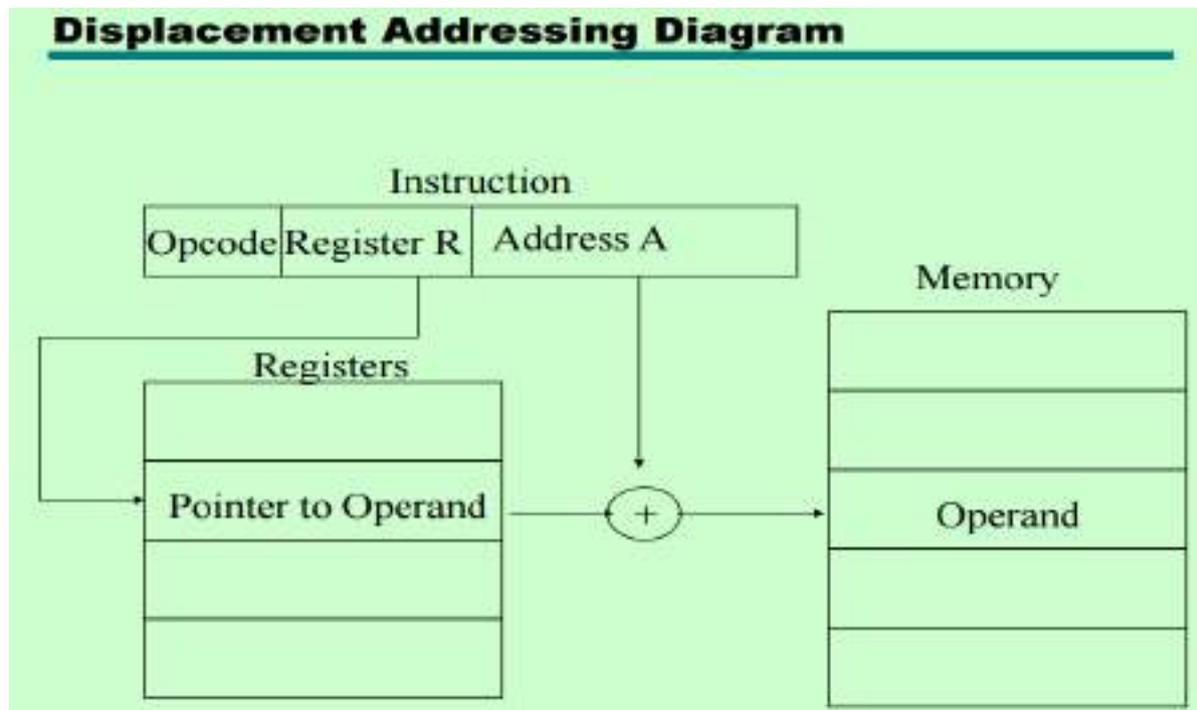 Displacement Addressing Diagram
Instruction
Opcode Register R Address A
Memory
Registers
Pointer to Operand + Operand